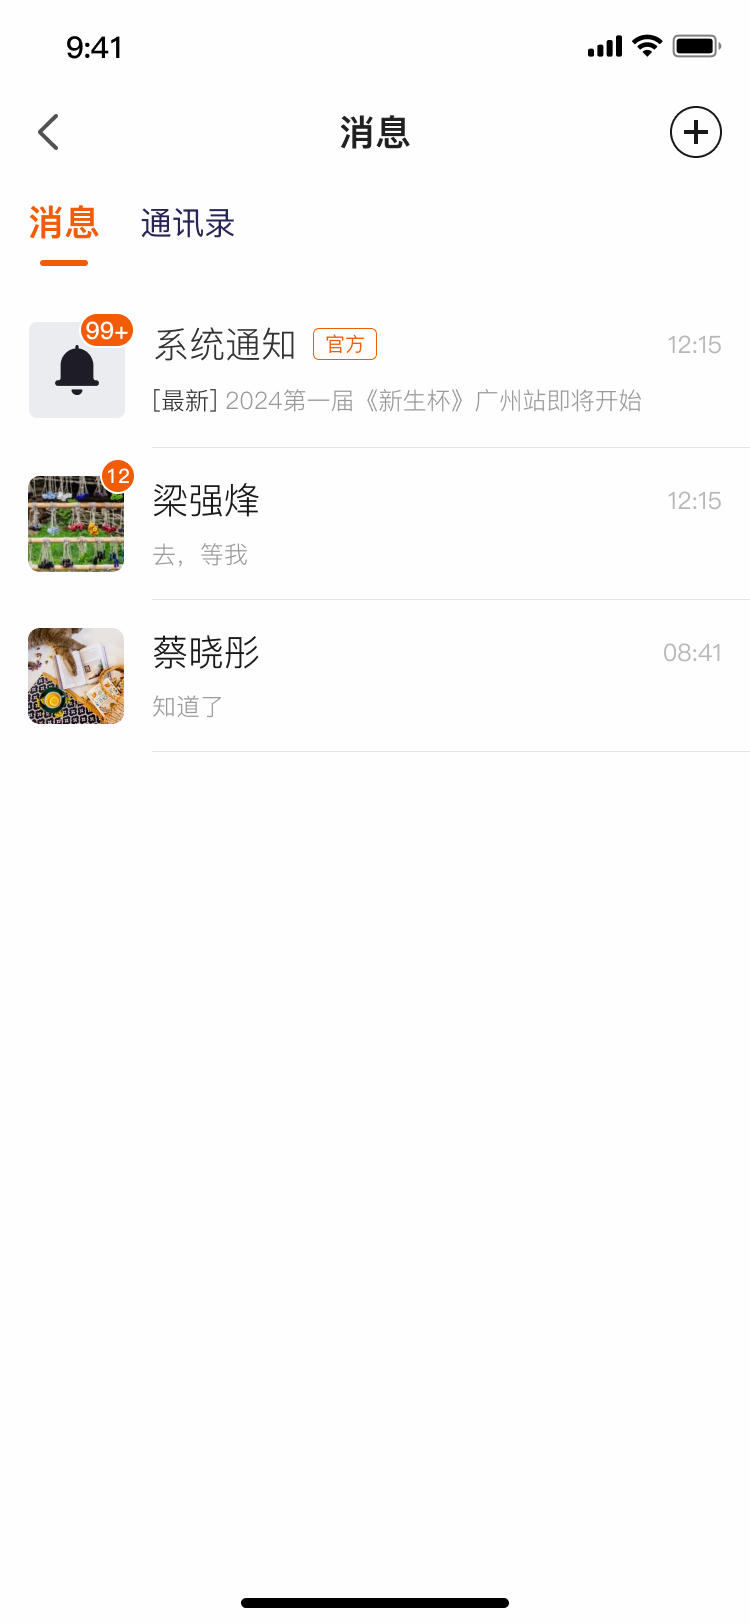 9:41
消息
消息 通讯录
99+
系统通知 官方 12:15
[最新] 2024第一届《新生杯》广州站即将开始
12
梁强烽 12:15
去，等我
蔡晓彤 08:41
知道了